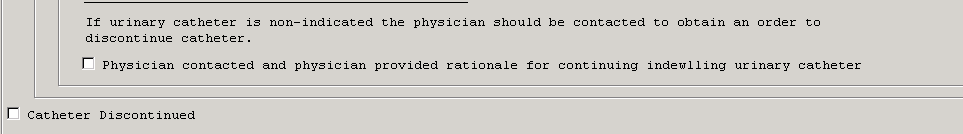 If urinary catheter is non-indicated the physician should be contacted to obtain an order to
discontinue catheter.
Physician contacted and physician provided rationale for continuing indewlling urinary catheter
Catheter Discontinued